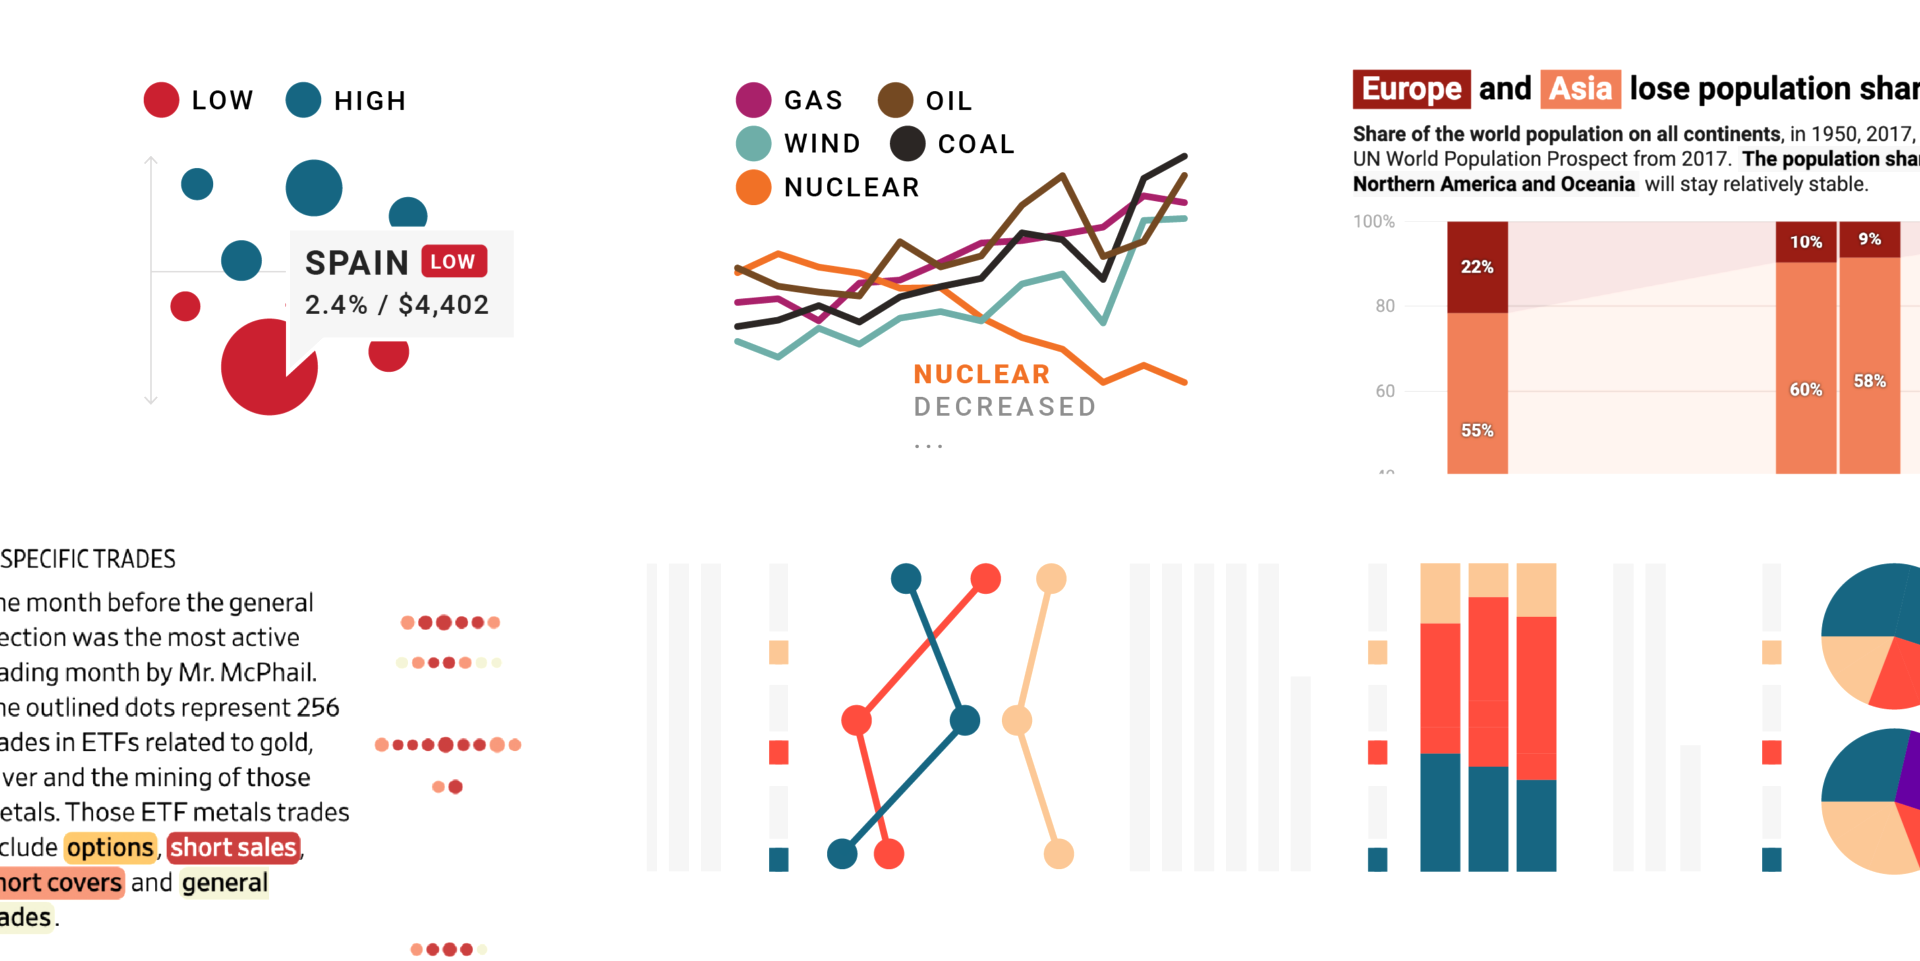 LOW HIGH
SPAIN LOW
2.4% / $4,402
GAS OIL
WIND COAL
NUCLEAR
NUCLEAR
DECREASED
...
Europe and Asia lose population shar
Share of the world population on all continents, in 1950, 2017,
UN World Population Prospect from 2017. The population sha
Northern America and Oceania will stay relatively stable.
100%
80
60
22%
55%
10%
60%
9%
58%
SPECIFIC TRADES
ne month before the general
ection was the most active
ading month by Mr. McPhail.
ne outlined dots represent 256
ades in ETFs related to gold,
ver and the mining of those
etals. Those ETF metals trades
clude options, short sales,
hort covers and general
ades.